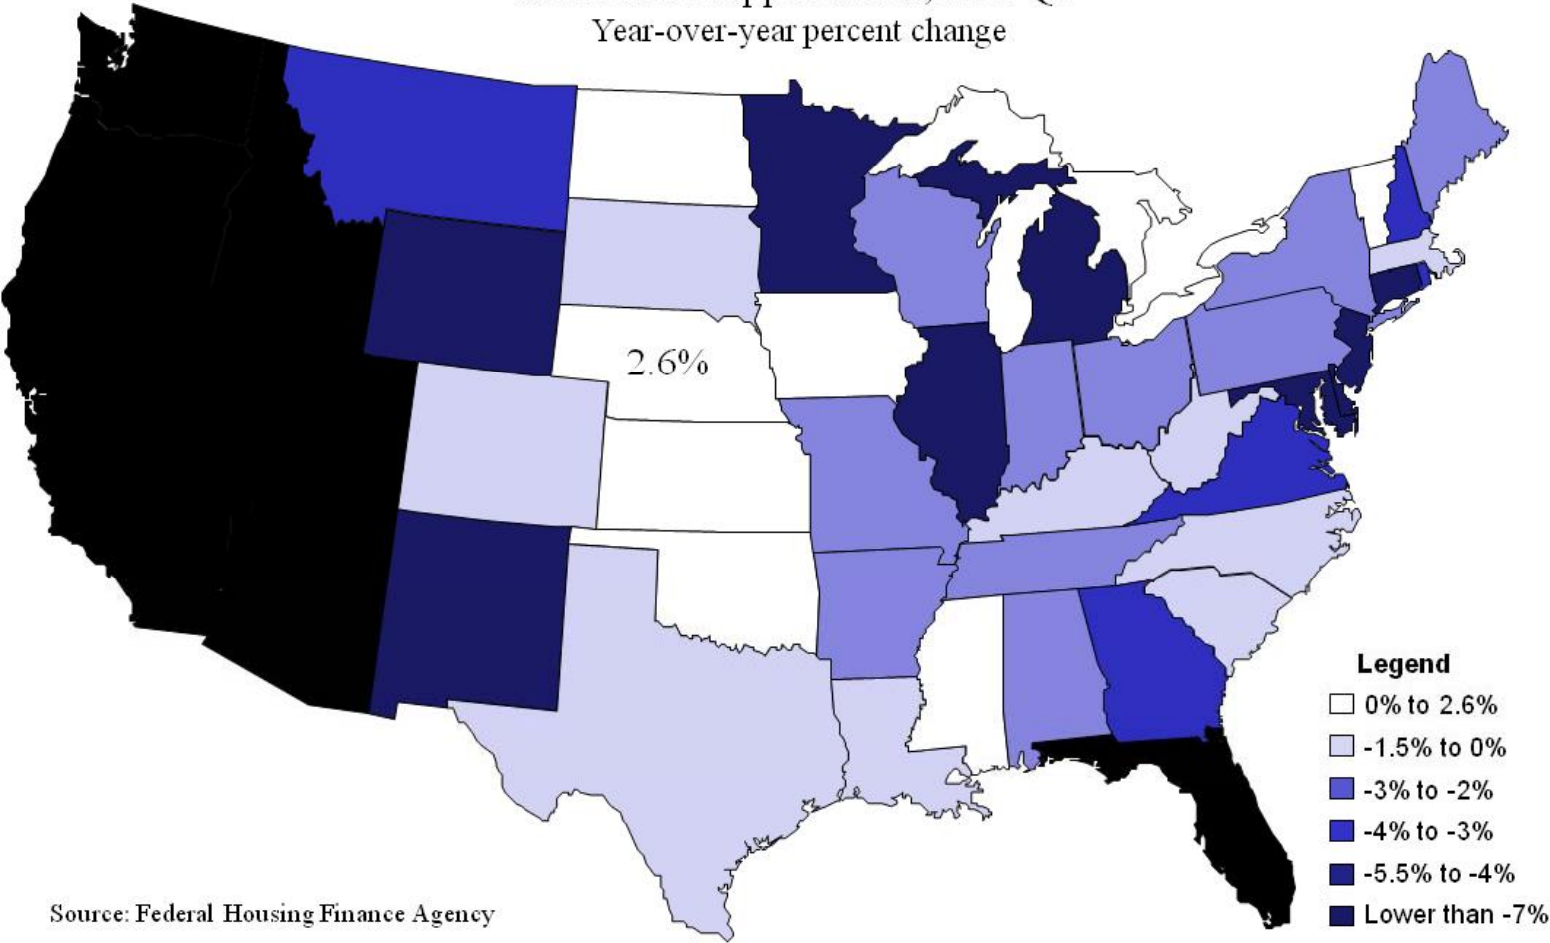 Year-over-year percent change
2.6%
Legend
0% to 2.6%
-1.5% to 0%
-3% to -2%
-4% to -3%
-5.5% to -4%
Lower than -7%
Source: Federal Housing Finance Agency